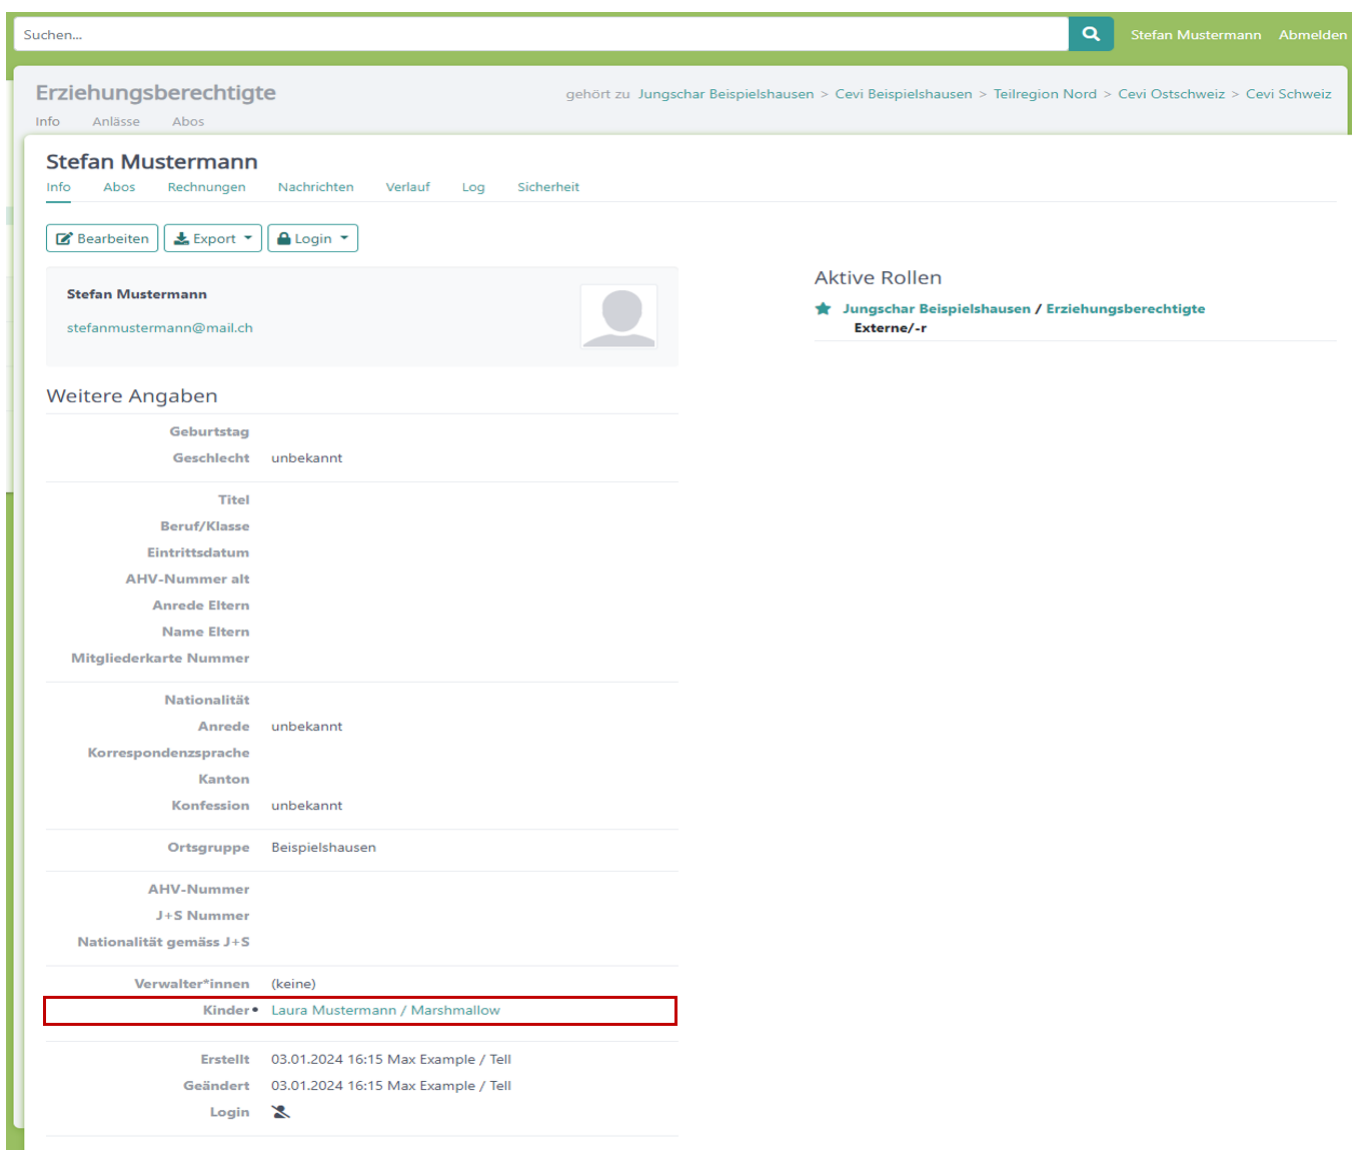 Suchen...
Stefan Mustermann Abmelden
Erziehungsberechtigte
gehört zu Jungschar Beispielshausen > Cevi Beispielshausen > Teilregion Nord > Cevi Ostschweiz > Cevi Schweiz
Info Anlässe Abos
Stefan Mustermann
Info Abos Rechnungen Nachrichten Verlauf Log Sicherheit
Bearbeiten Export Login
Stefan Mustermann
stefanmustermann@mail.ch
Aktive Rollen
Jungschar Beispielshausen / Erziehungsberechtigte
Externe/-r
Weitere Angaben
Geburtstag
Geschlecht unbekannt
Titel
Beruf/Klasse
Eintrittsdatum
AHV-Nummer alt
Anrede Eltern
Name Eltern
Mitgliederkarte Nummer
Nationalität
Anrede unbekannt
Korrespondenzsprache
Kanton
Konfession unbekannt
Ortsgruppe Beispielshausen
AHV-Nummer
J+S Nummer
Nationalität gemäss J+S
Verwalter*innen (keine)
Kinder • Laura Mustermann / Marshmallow
Erstellt 03.01.2024 16:15 Max Example / Tell
Geändert 03.01.2024 16:15 Max Example / Tell
Login